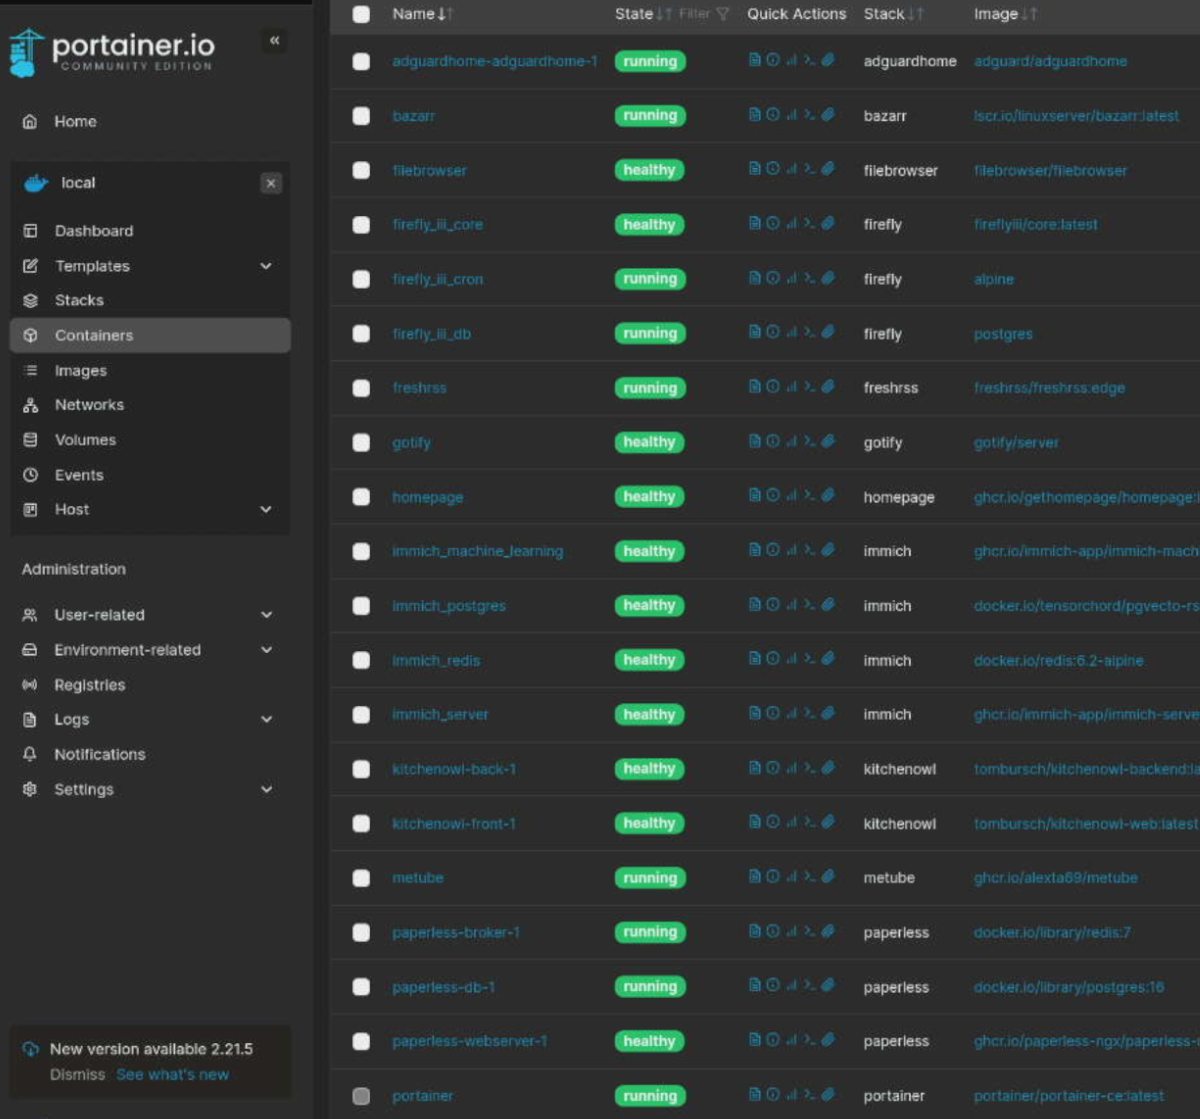 portainer.io
COMMUNITY EDITION
Home
local
Dashboard
Templates
Stacks
Containers
Images
Networks
Volumes
Events
Host
Administration
User-related
Environment-related
Registries
Logs
Notifications
Settings
New version available 2.21.5
Dismiss See what's new
Name State Filter Quick Actions Stack Image
adguardhome-adguardhome-1 running adguardhome adguard/adguardhome
bazarr running bazarr lscr.io/linuxserver/bazarr:latest
filebrowser healthy filebrowser filebrowser/filebrowser
firefly_iii_core healthy firefly fireflyiii/core:latest
firefly_iii_cron running firefly alpine
firefly_iii_db running firefly postgres
freshrss running freshrss freshrss/freshrss:edge
gotify healthy gotify gotify/server
homepage healthy homepage ghcr.io/gethomepage/homepage:l
immich_machine_learning healthy immich ghcr.io/immich-app/immich-mach
immich_postgres healthy immich docker.io/tensorchord/pgvecto-rs
immich_redis healthy immich docker.io/redis:6.2-alpine
immich_server healthy immich ghcr.io/immich-app/immich-serve
kitchenowl-back-1 healthy kitchenowl tombursch/kitchenowl-backend:la
kitchenowl-front-1 healthy kitchenowl tombursch/kitchenowl-web:latest
metube running metube ghcr.io/alexta69/metube
paperless-broker-1 running paperless docker.io/library/redis:7
paperless-db-1 running paperless docker.io/library/postgres:16
paperless-webserver-1 healthy paperless ghcr.io/paperless-ngx/paperless-n
portainer running portainer portainer/portainer-ce:latest